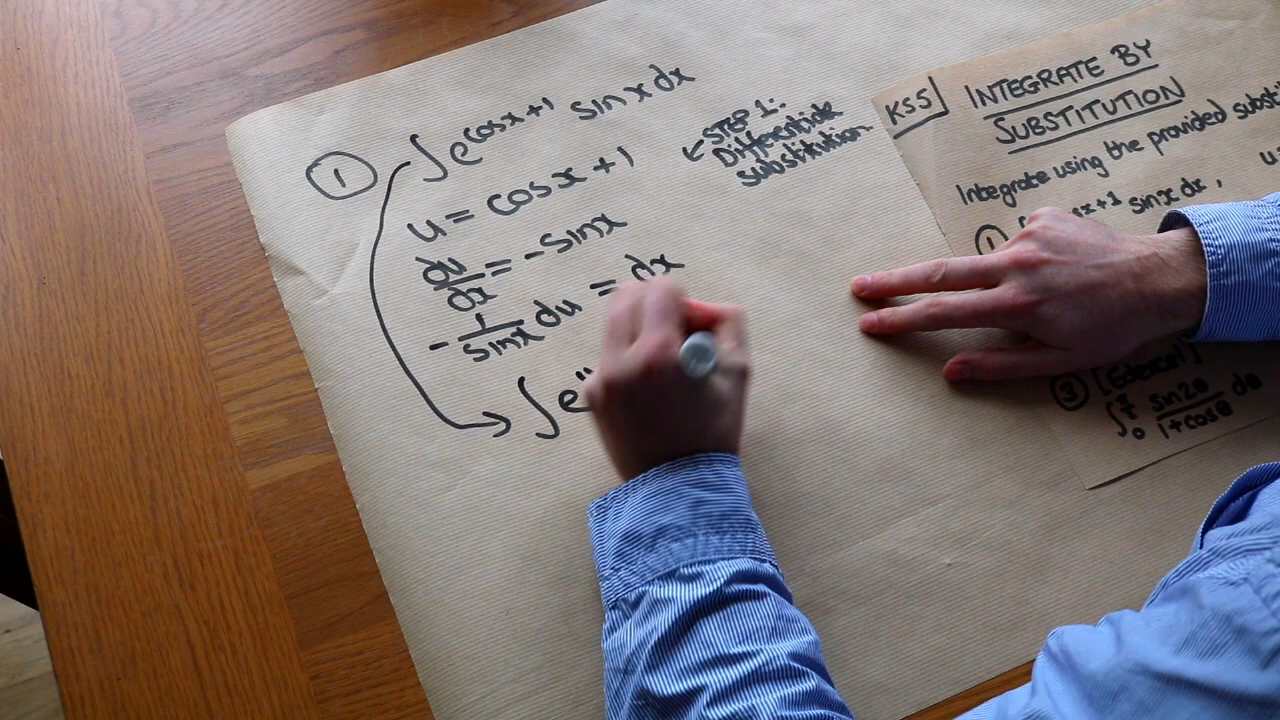 ① ∫e^(cosx+1) sinx dx
u = cosx + 1
du/dx = -sinx
-1/sinx du = dx
∫e^u
← STEP 1:
Differentiate
substitution
KS5
INTEGRATE BY
SUBSTITUTION
Integrate using the provided
① sinx dx,
③ [Edexcel]
sin2θ/1+cosθ dθ